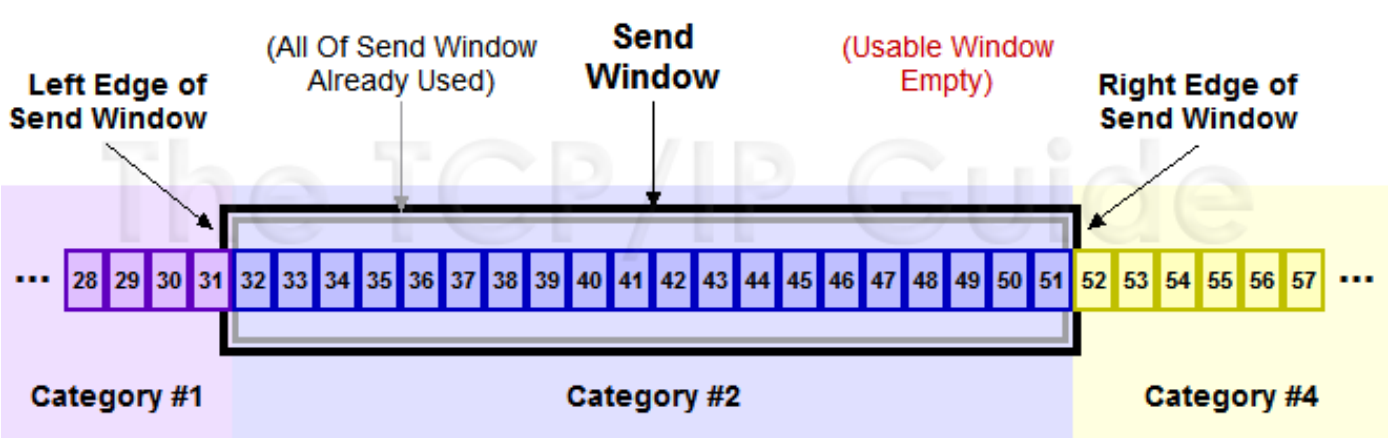 (All Of Send Window
Already Used)
Send
Window
(Usable Window
Empty)
Left Edge of
Send Window
Right Edge of
Send Window
The TCP/IP Guide
... 28 29 30 31 32 33 34 35 36 37 38 39 40 41 42 43 44 45 46 47 48 49 50 51 52 53 54 55 56 57 ...
Category #1
Category #2
Category #4